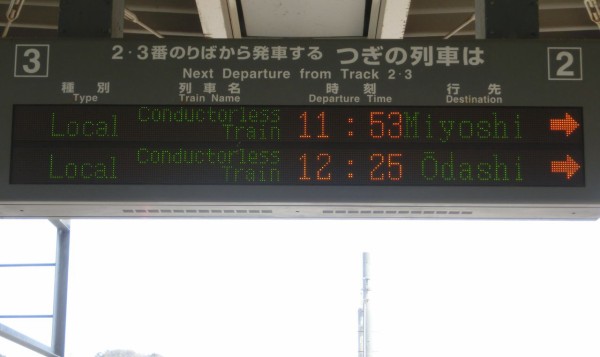 3 2・3番のりばから発車する つぎの列車は 2
Next Departure from Track 2・3
種別 列車名 時刻 行先
Type Train Name Departure Time Destination
Local Conductorless Train 11:53 Miyoshi →
Local Conductorless Train 12:25 Ōdashi →